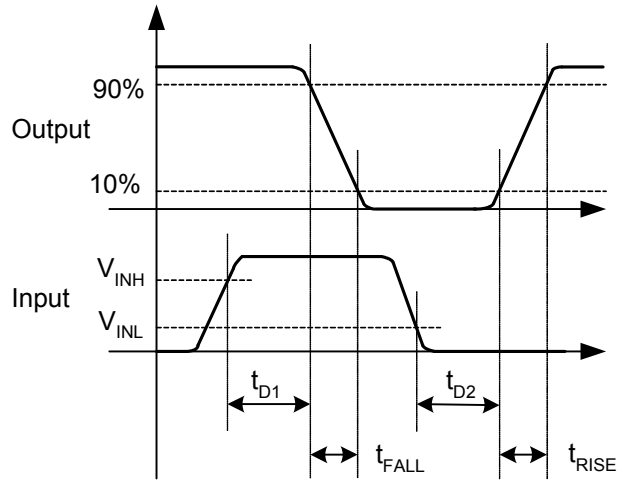 90%
Output
10%
V_INH
Input
V_INL
t_D1
t_D2
t_FALL
t_RISE